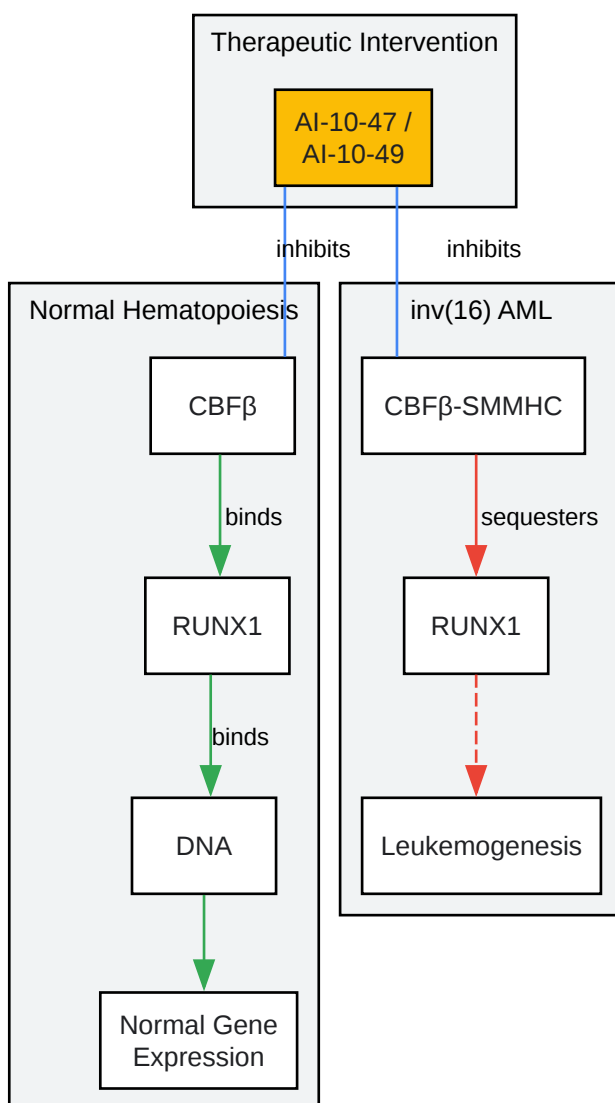 Therapeutic Intervention
AI-10-47 /
AI-10-49
inhibits
inhibits
Normal Hematopoiesis
CBFβ
binds
RUNX1
binds
DNA
Normal Gene
Expression
inv(16) AML
CBFβ-SMMHC
sequesters
RUNX1
Leukemogenesis